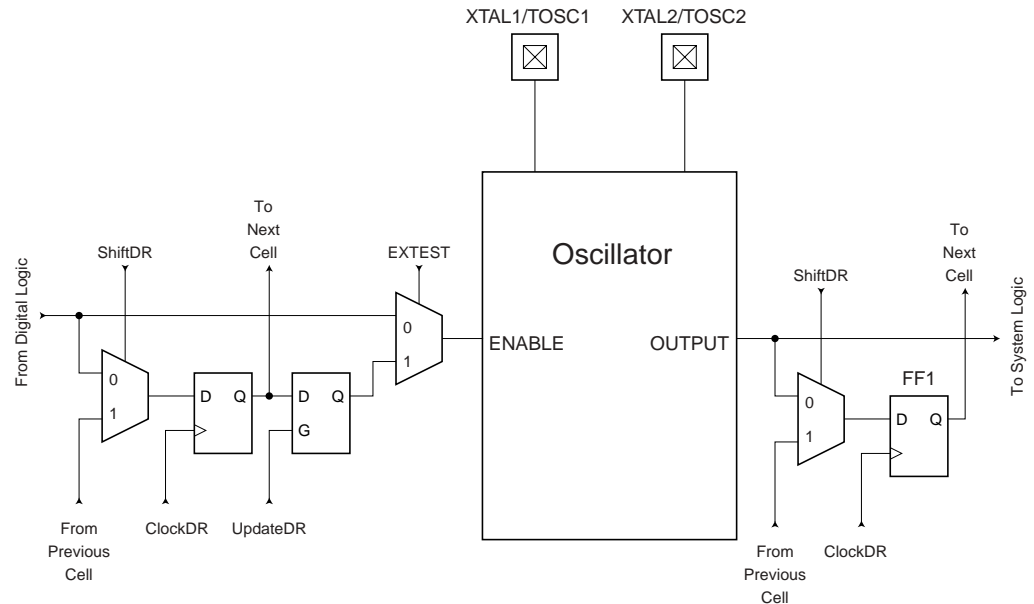 XTAL1/TOSC1
XTAL2/TOSC2
To
Next
Cell
ShiftDR
EXTEST
From Digital Logic
0
1
0
1
D Q
D Q
G
From
Previous
Cell
ClockDR
UpdateDR
Oscillator
ENABLE
OUTPUT
To
Next
Cell
ShiftDR
To System Logic
FF1
0
1
D Q
From
Previous
Cell
ClockDR